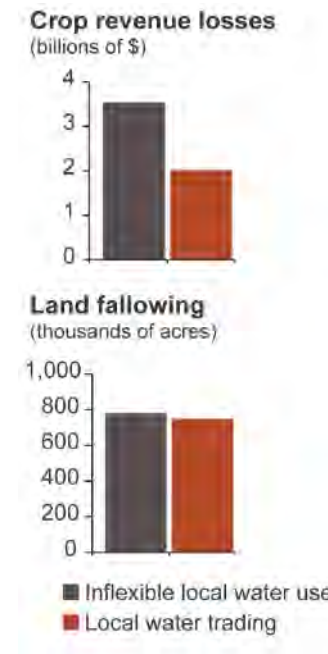 Crop revenue losses
(billions of $)
4
3
2
1
0
Land fallowing
(thousands of acres)
1,000
800
600
400
200
0
Inflexible local water use
Local water trading